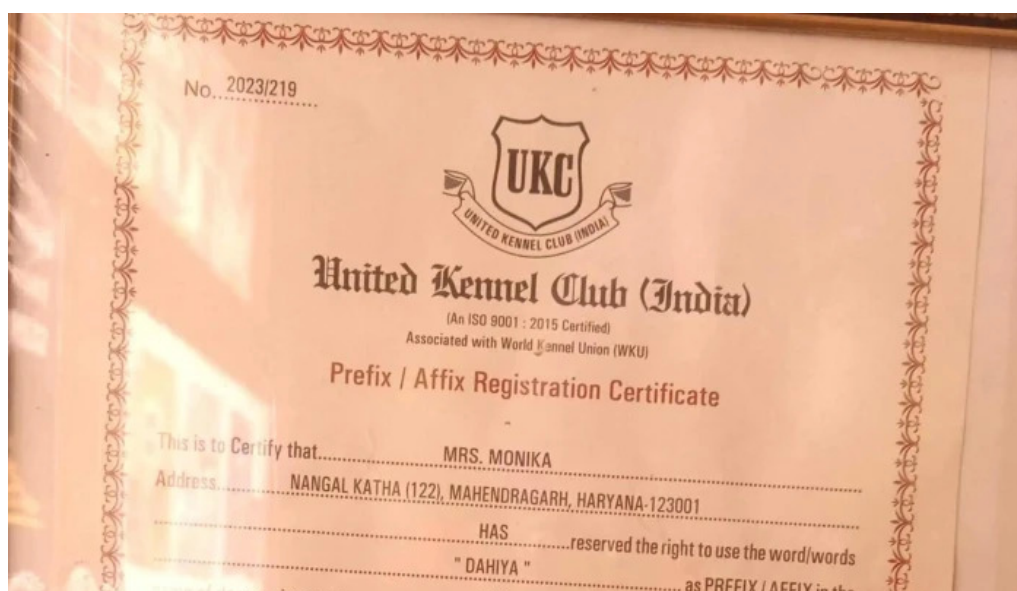 No. 2023/219
UKC
UNITED KENNEL CLUB (INDIA)
United Kennel Club (India)
(An ISO 9001 : 2015 Certified)
Associated with World Kennel Union (WKU)
Prefix / Affix Registration Certificate
This is to Certify that MRS. MONIKA
Address NANGAL KATHA (122), MAHENDRAGARH, HARYANA-123001
HAS reserved the right to use the word/words
" DAHIYA " as PREFIX / AFFIX in the